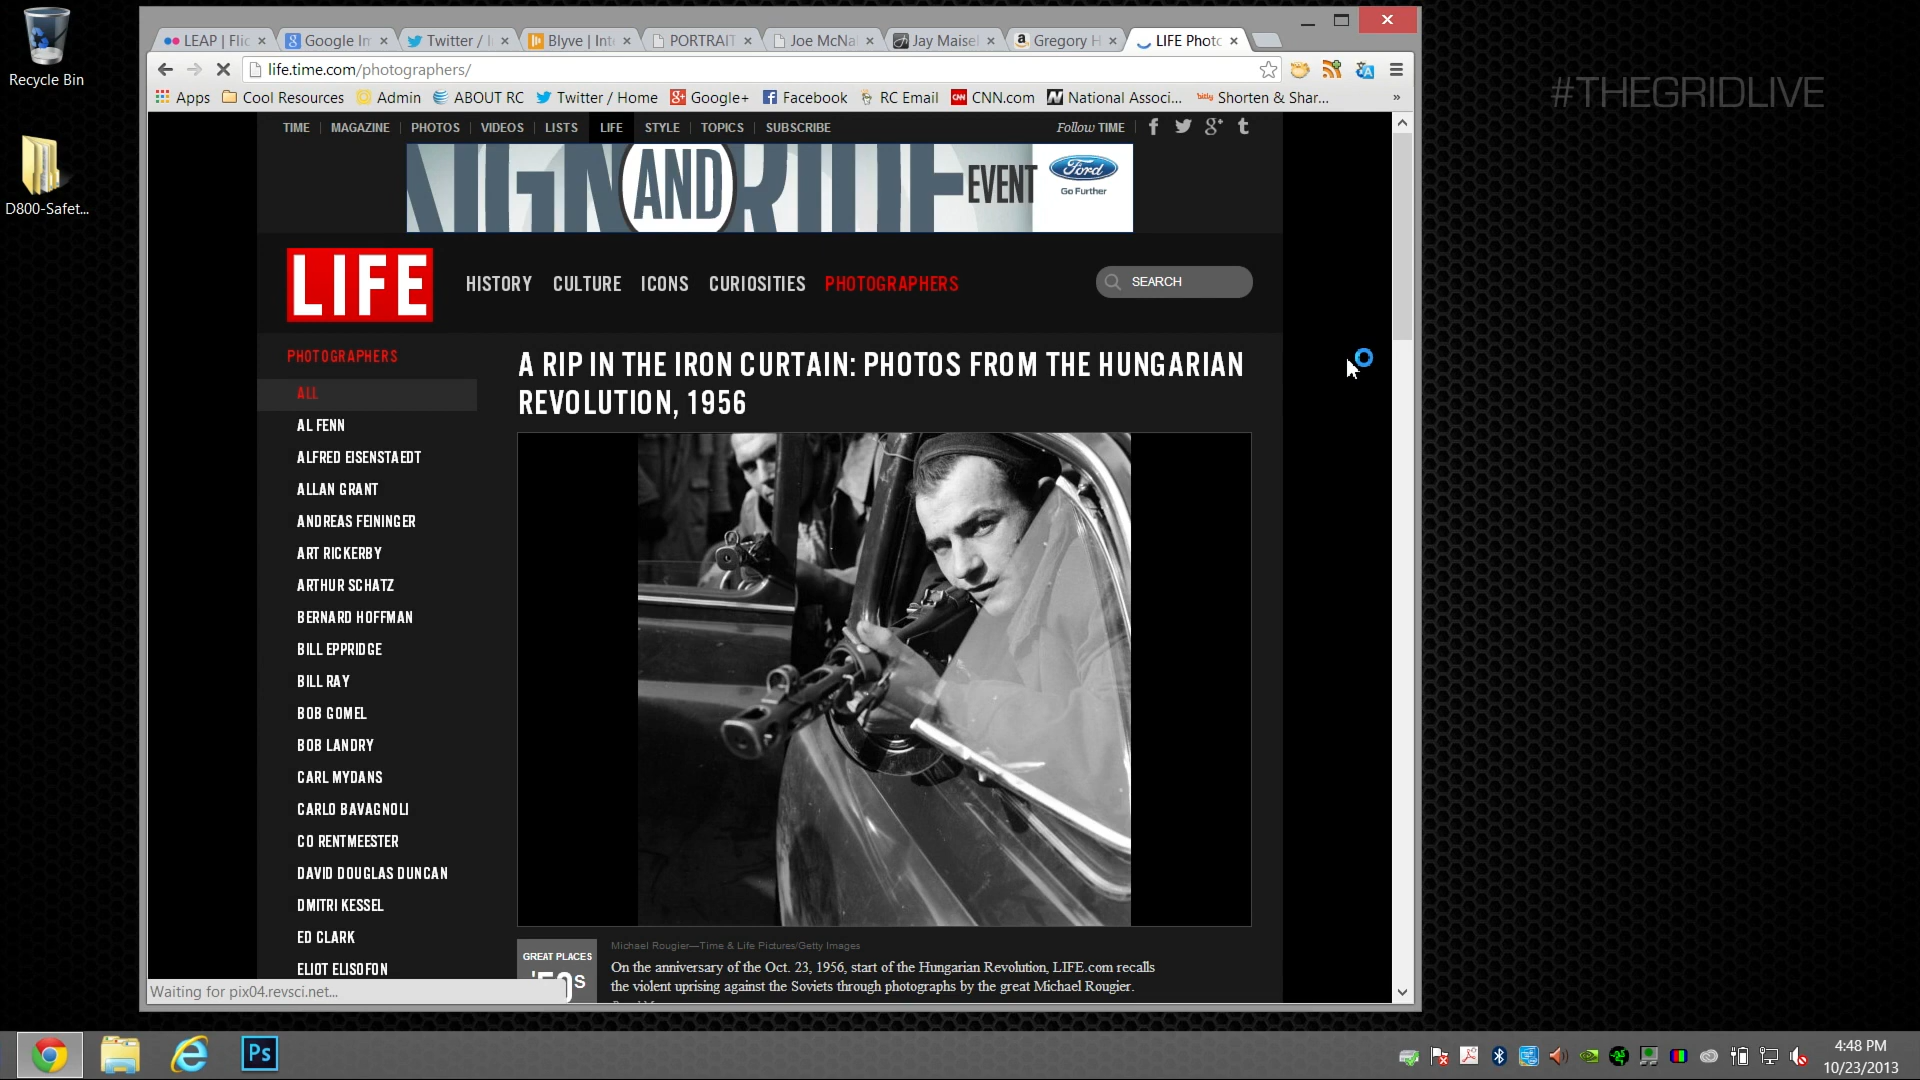 Recycle Bin
D800-Safet...
LEAP | Flic
Google Im
Twitter / I
Blyve | Int
PORTRAIT
Joe McNal
Jay Maisel
Gregory H
LIFE Photo
life.time.com/photographers/
Apps
Cool Resources
Admin
ABOUT RC
Twitter / Home
Google+
Facebook
RC Email
CNN.com
National Associ...
Shorten & Shar...
»
#THEGRIDLIVE
TIME
MAGAZINE
PHOTOS
VIDEOS
LISTS
LIFE
STYLE
TOPICS
SUBSCRIBE
Follow TIME
AND
EVENT
Ford
Go Further
LIFE
HISTORY
CULTURE
ICONS
CURIOSITIES
PHOTOGRAPHERS
SEARCH
PHOTOGRAPHERS
ALL
AL FENN
ALFRED EISENSTAEDT
ALLAN GRANT
ANDREAS FEININGER
ART RICKERBY
ARTHUR SCHATZ
BERNARD HOFFMAN
BILL EPPRIDGE
BILL RAY
BOB GOMEL
BOB LANDRY
CARL MYDANS
CARLO BAVAGNOLI
CO RENTMEESTER
DAVID DOUGLAS DUNCAN
DMITRI KESSEL
ED CLARK
ELIOT ELISOFON
A RIP IN THE IRON CURTAIN: PHOTOS FROM THE HUNGARIAN
REVOLUTION, 1956
Michael Rougier—Time & Life Pictures/Getty Images
GREAT PLACES
On the anniversary of the Oct. 23, 1956, start of the Hungarian Revolution, LIFE.com recalls
the violent uprising against the Soviets through photographs by the great Michael Rougier.
Waiting for pix04.revsci.net...
Ps
4:48 PM
10/23/2013